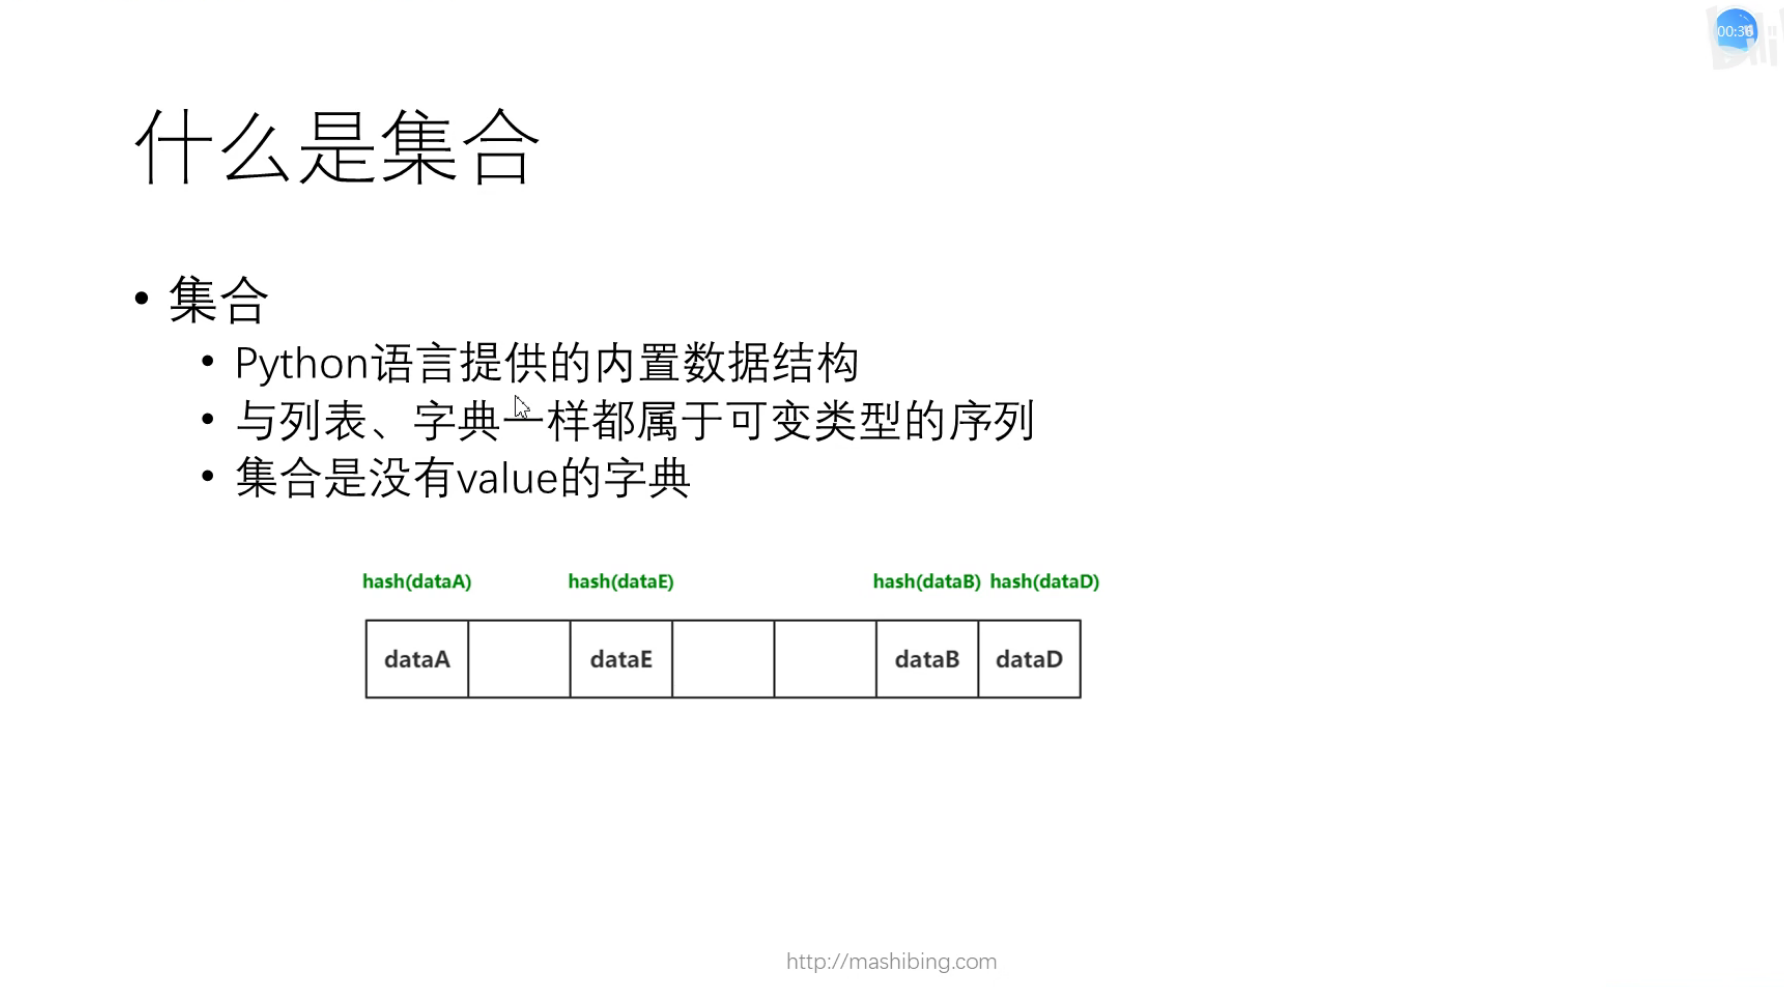 什么是集合
• 集合
• Python语言提供的内置数据结构
• 与列表、字典一样都属于可变类型的序列
• 集合是没有value的字典
hash(dataA) hash(dataE) hash(dataB) hash(dataD)
dataA dataE dataB dataD
http://mashibing.com